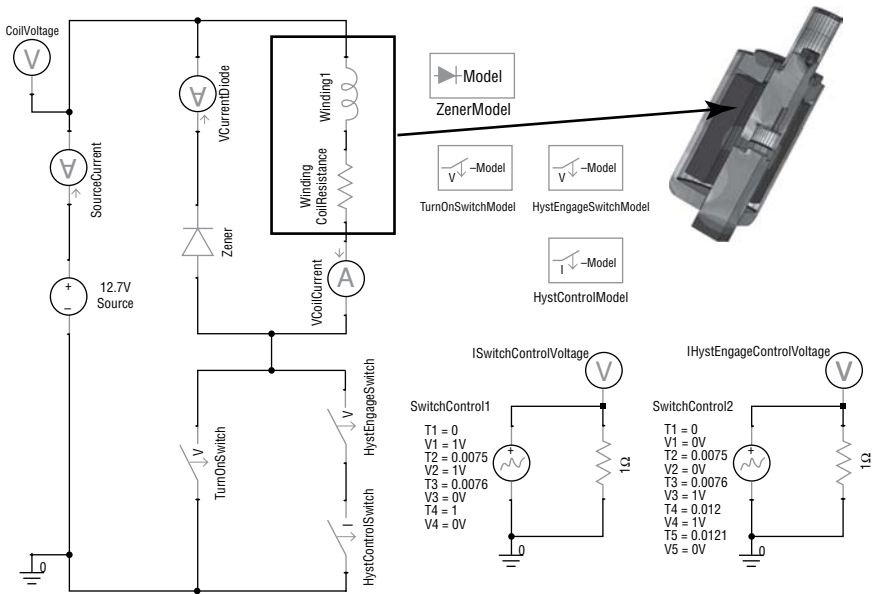 CoilVoltage
V
A
SourceCurrent
+
–
12.7V
Source
0
A
VCurrentDiode
Zener
Winding1
Winding
CoilResistance
A
VCoilCurrent
V
TurnOnSwitch
V
HystEngageSwitch
I
HystControlSwitch
Model
ZenerModel
V
–Model
TurnOnSwitchModel
V
–Model
HystEngageSwitchModel
I
–Model
HystControlModel
ISwitchControlVoltage
V
SwitchControl1
T1 = 0
V1 = 1V
T2 = 0.0075
V2 = 1V
T3 = 0.0076
V3 = 0V
T4 = 1
V4 = 0V
+
1Ω
0
IHystEngageControlVoltage
V
SwitchControl2
T1 = 0
V1 = 0V
T2 = 0.0075
V2 = 0V
T3 = 0.0076
V3 = 1V
T4 = 0.012
V4 = 1V
T5 = 0.0121
V5 = 0V
+
1Ω
0